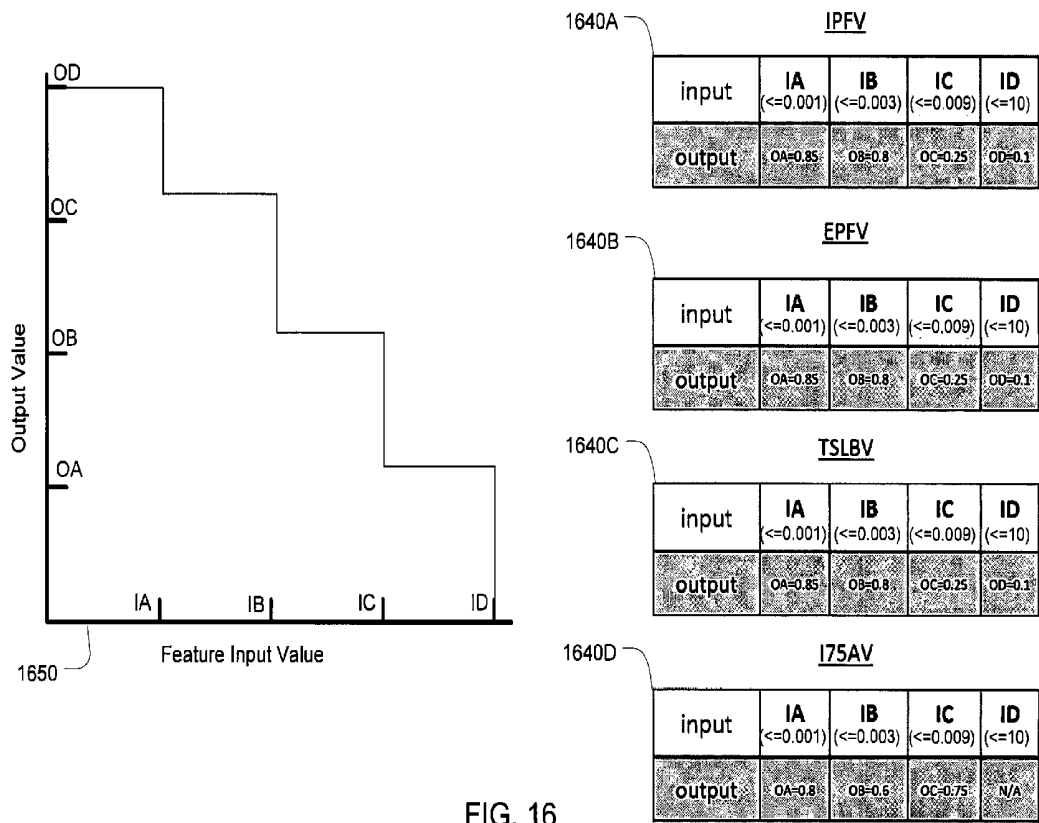 OD
OC
OB
OA
Output Value
IA IB IC ID
Feature Input Value
1650
1640A
IPFV
input IA (<=0.001) IB (<=0.003) IC (<=0.009) ID (<=10)
output OA=0.85 OB=0.8 OC=0.25 OD=0.1
1640B
EPFV
input IA (<=0.001) IB (<=0.003) IC (<=0.009) ID (<=10)
output OA=0.85 OB=0.8 OC=0.25 OD=0.1
1640C
TSLBV
input IA (<=0.001) IB (<=0.003) IC (<=0.009) ID (<=10)
output OA=0.85 OB=0.8 OC=0.25 OD=0.1
1640D
I75AV
input IA (<=0.001) IB (<=0.003) IC (<=0.009) ID (<=10)
output OA=0.8 OB=0.6 OC=0.75 N/A
FIG. 16